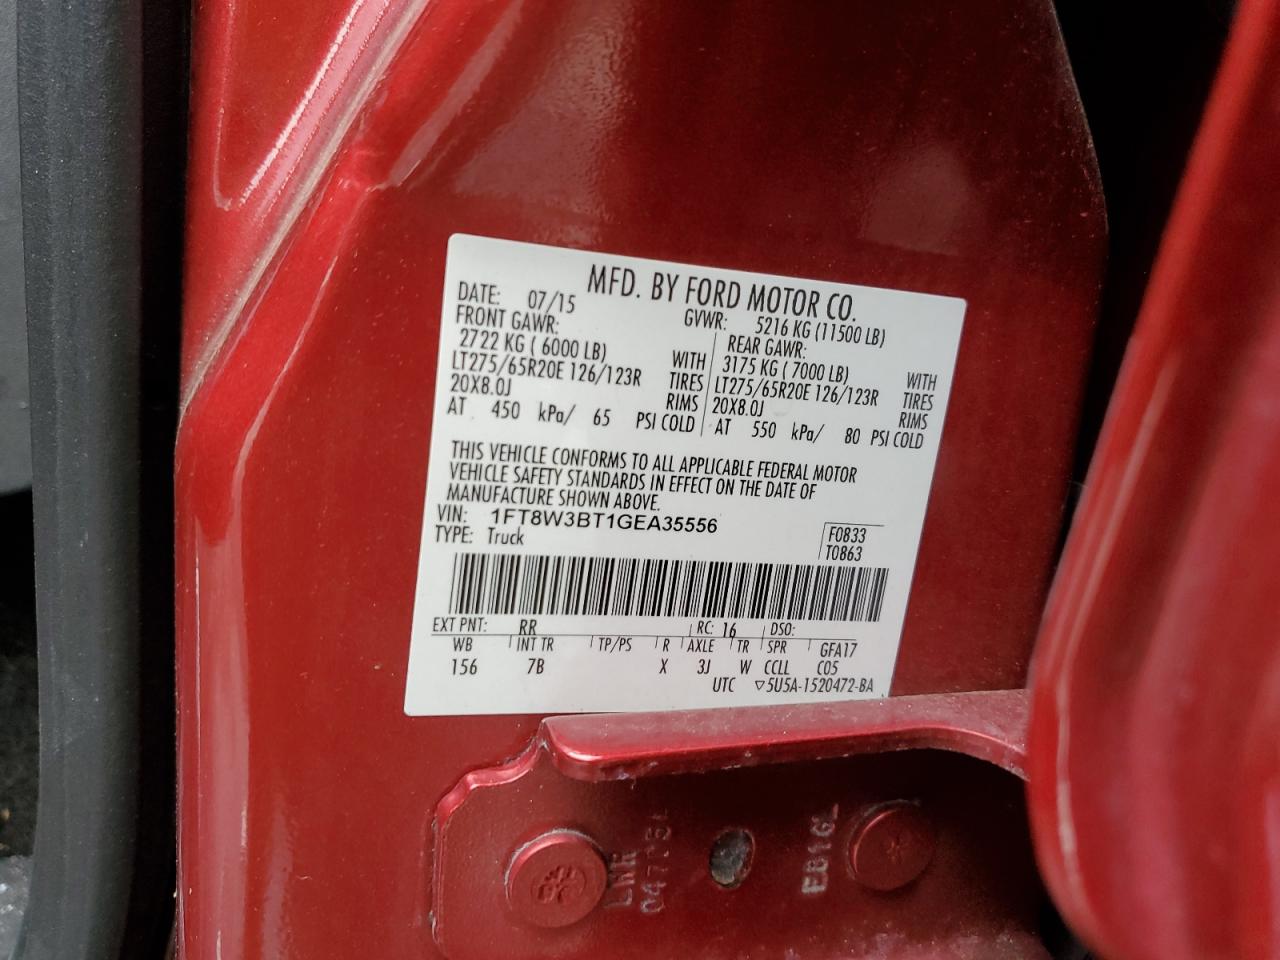 MFD. BY FORD MOTOR CO.
DATE: 07/15 GVWR: 5216 KG (11500 LB)
FRONT GAWR: REAR GAWR:
2722 KG ( 6000 LB) WITH 3175 KG ( 7000 LB) WITH
LT275/65R20E 126/123R TIRES LT275/65R20E 126/123R TIRES
20X8.0J RIMS 20X8.0J RIMS
AT 450 kPa/ 65 PSI COLD AT 550 kPa/ 80 PSI COLD
THIS VEHICLE CONFORMS TO ALL APPLICABLE FEDERAL MOTOR
VEHICLE SAFETY STANDARDS IN EFFECT ON THE DATE OF
MANUFACTURE SHOWN ABOVE.
VIN: 1FT8W3BT1GEA35556 F0833
TYPE: Truck T0863
EXT PNT: RR RC: 16 DSO:
WB INT TR TP/PS R AXLE TR SPR GFA17
156 7B X 3J W CCLL C05
UTC ▽5U5A-1520472-BA
LWR
EB16L